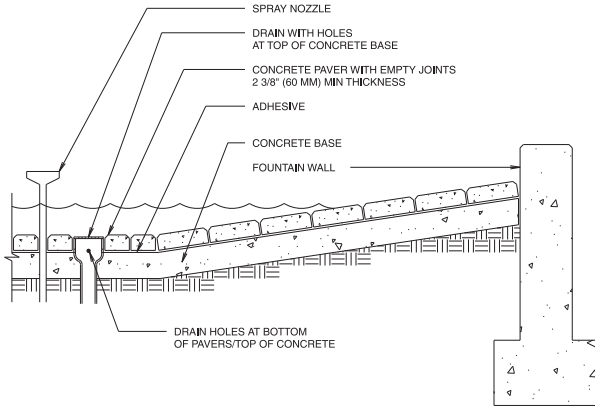 SPRAY NOZZLE
DRAIN WITH HOLES
AT TOP OF CONCRETE BASE
CONCRETE PAVER WITH EMPTY JOINTS
2 3/8" (60 MM) MIN THICKNESS
ADHESIVE
CONCRETE BASE
FOUNTAIN WALL
DRAIN HOLES AT BOTTOM
OF PAVERS/TOP OF CONCRETE